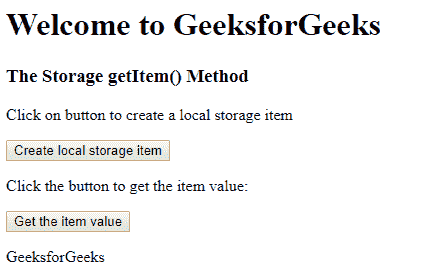 Welcome to GeeksforGeeks
The Storage getItem() Method
Click on button to create a local storage item
Create local storage item
Click the button to get the item value:
Get the item value
GeeksforGeeks